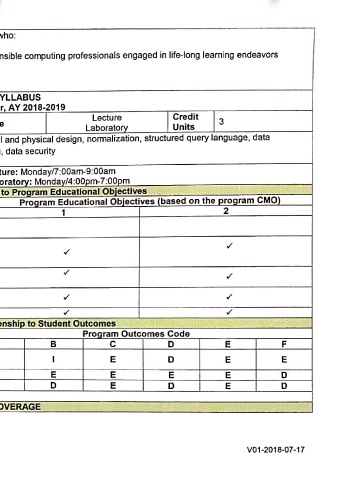 who:
nsible computing professionals engaged in life-long learning endeavors
YLLABUS
r, AY 2018-2019
e Lecture Laboratory Credit Units 3
l and physical design, normalization, structured query language, data
, data security
ture: Monday/7:00am-9:00am
oratory: Monday/4:00pm-7:00pm
to Program Educational Objectives
Program Educational Objectives (based on the program CMO)
1 2
✓ ✓
✓ ✓
✓ ✓
✓ ✓
onship to Student Outcomes
Program Outcomes Code
B C D E F
I E D E E
E E E E D
D E D E D
OVERAGE
V01-2018-07-17